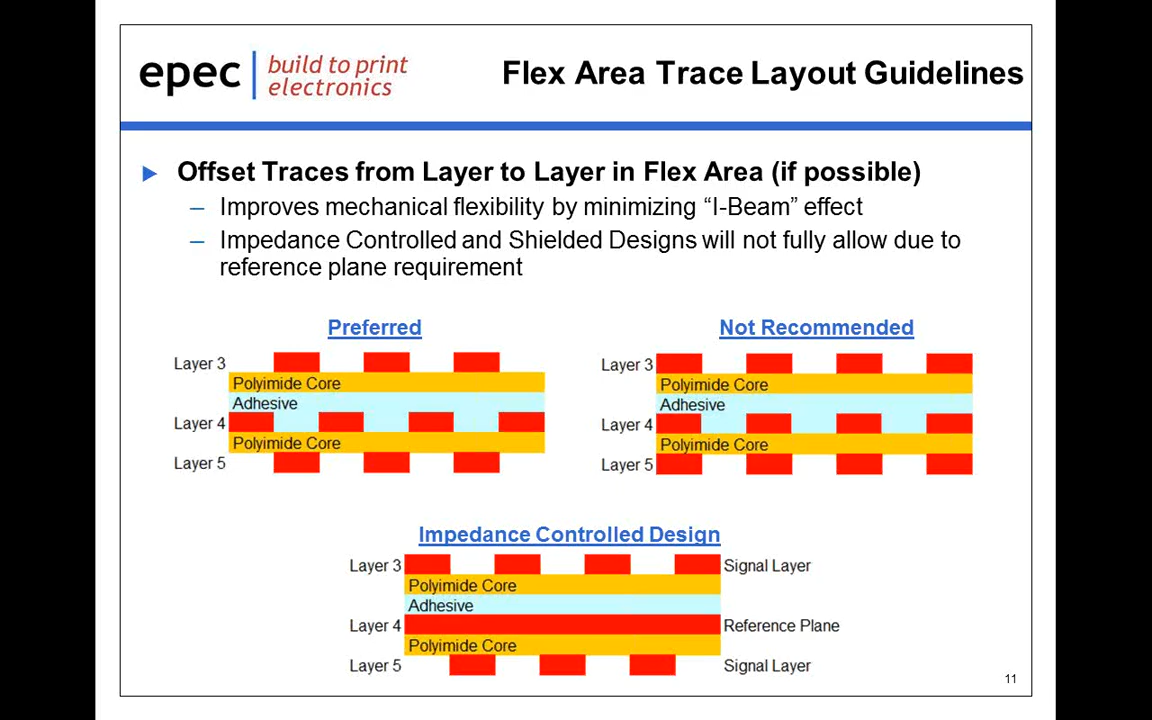 epec
build to print
electronics
Flex Area Trace Layout Guidelines
Offset Traces from Layer to Layer in Flex Area (if possible)
– Improves mechanical flexibility by minimizing “I-Beam” effect
– Impedance Controlled and Shielded Designs will not fully allow due to
reference plane requirement
Preferred
Layer 3
Polyimide Core
Adhesive
Layer 4
Polyimide Core
Layer 5
Not Recommended
Layer 3
Polyimide Core
Adhesive
Layer 4
Polyimide Core
Layer 5
Impedance Controlled Design
Layer 3 Signal Layer
Polyimide Core
Adhesive
Layer 4 Reference Plane
Polyimide Core
Layer 5 Signal Layer
11